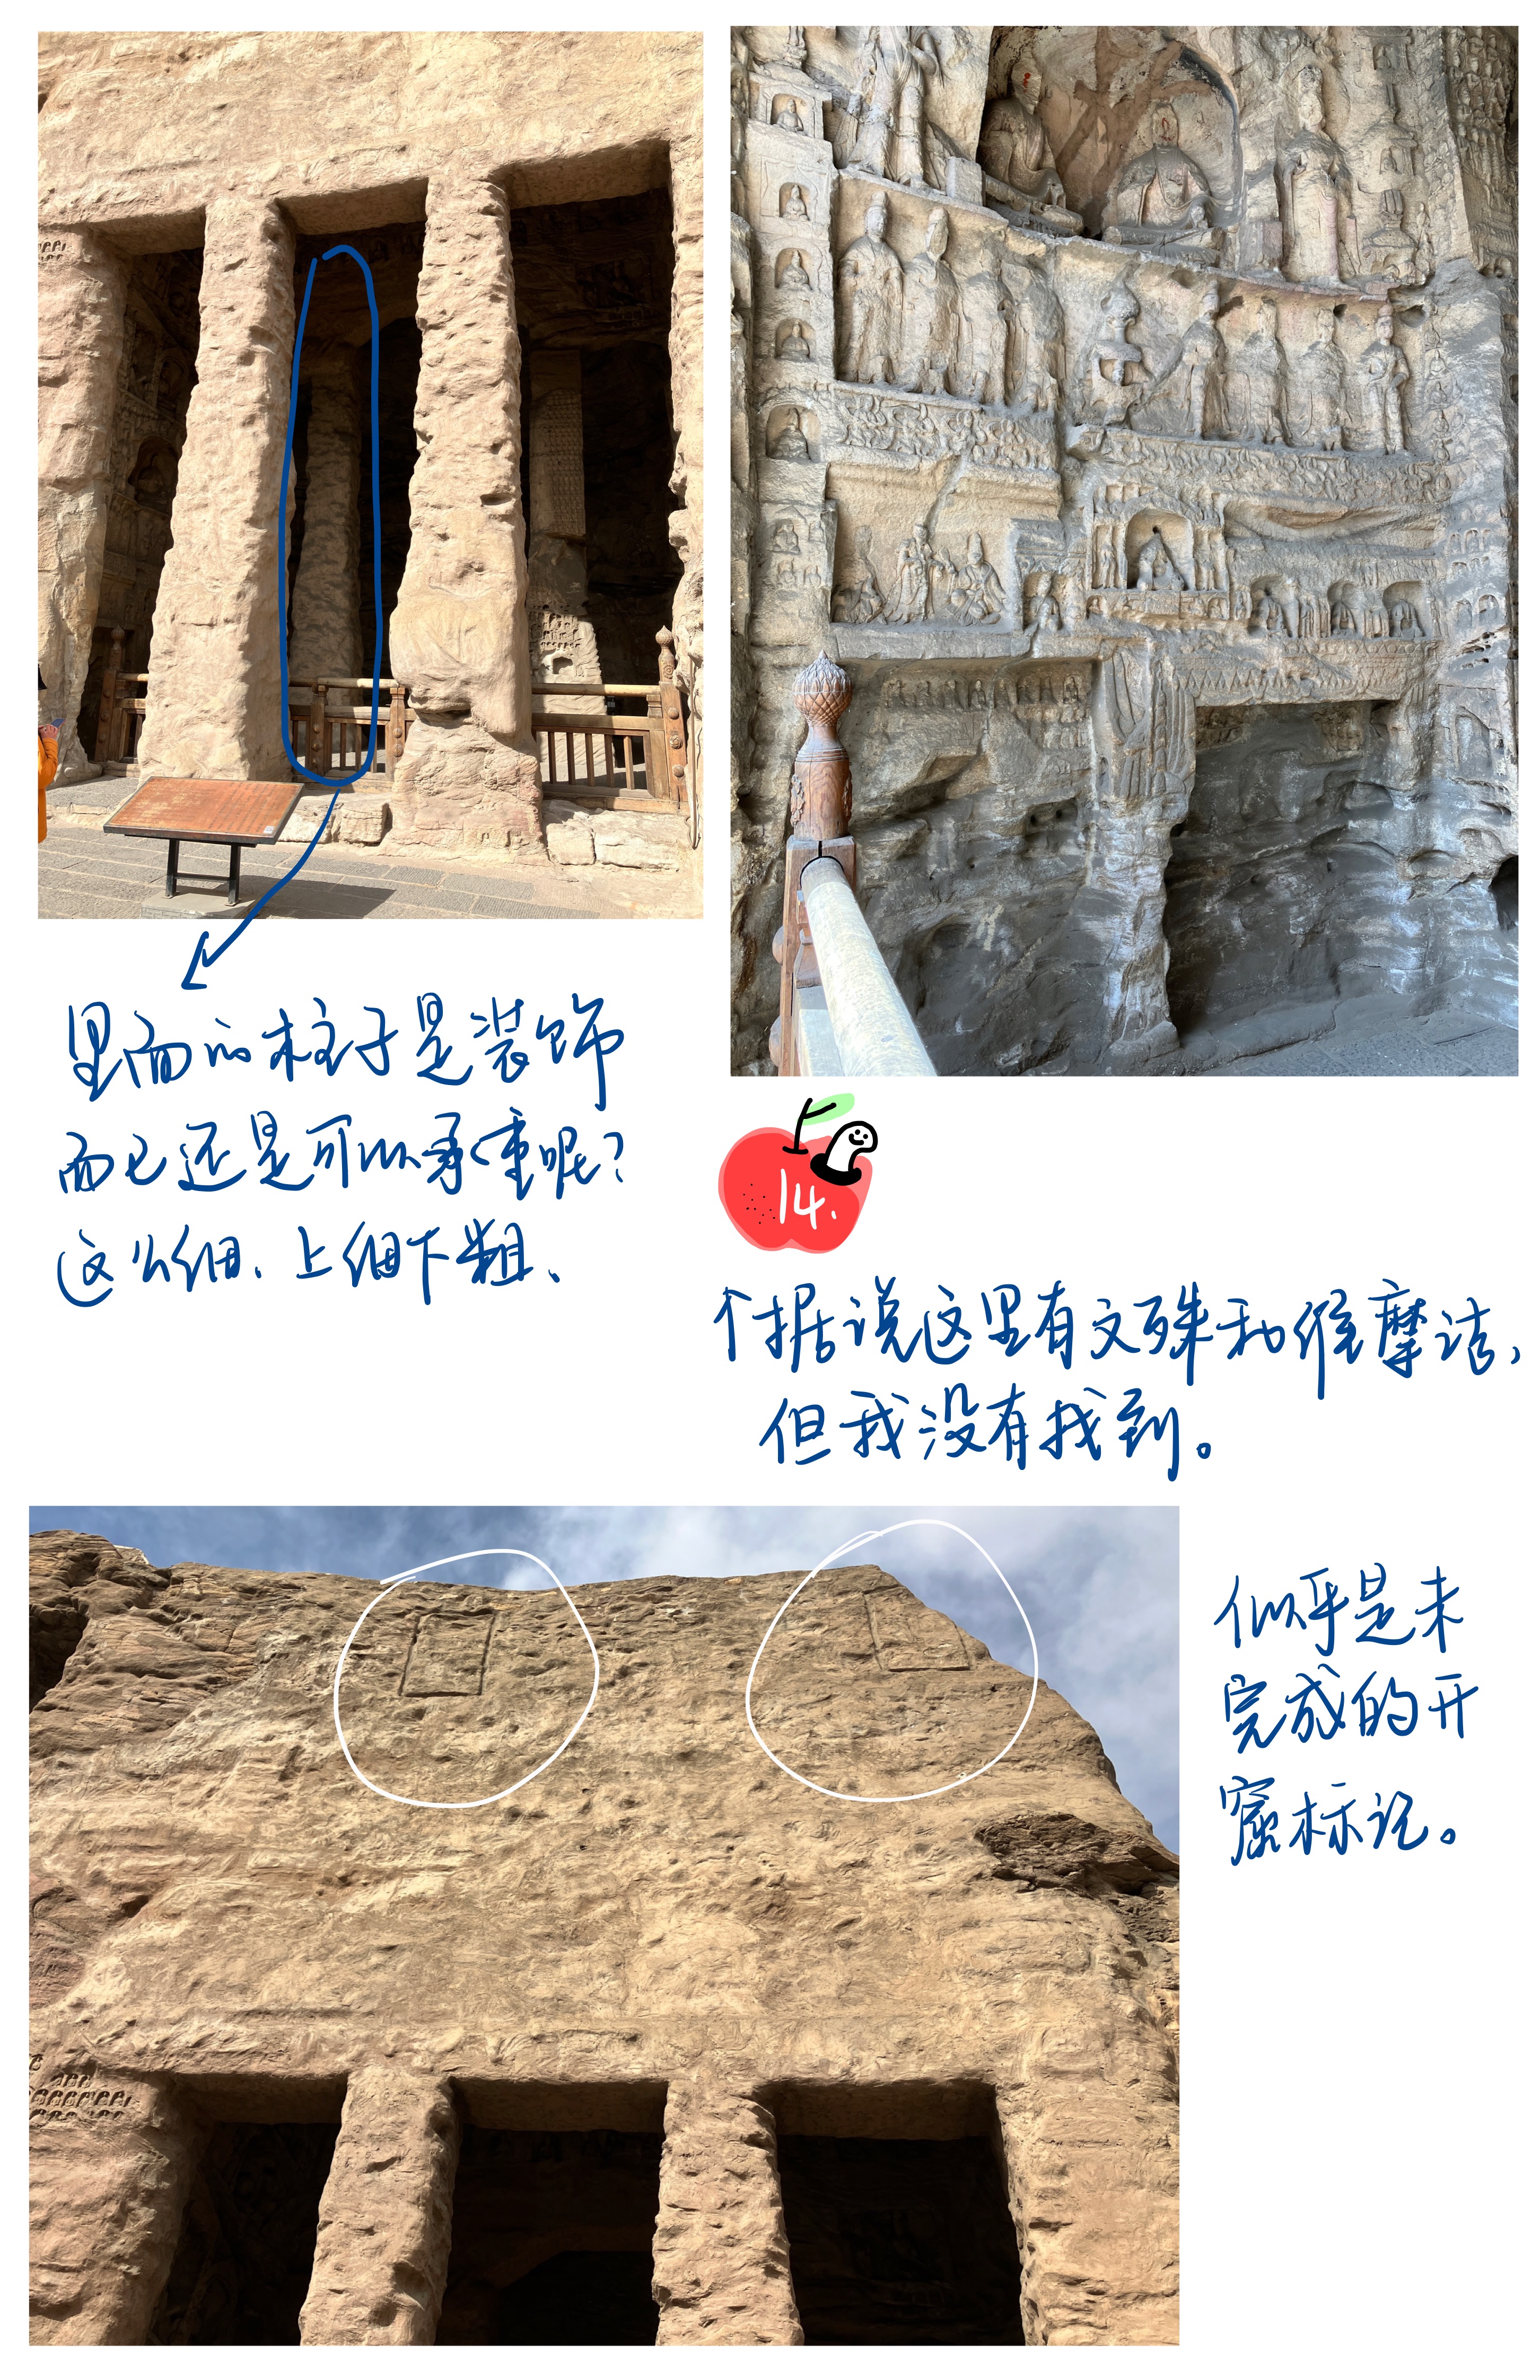 里面的柱子是装饰
而已还是可以承重呢？
这么细、上细下粗、
14.
个据说这里有文殊和维摩诘，
但我没有找到。
似乎是未
完成的开
窟标记。